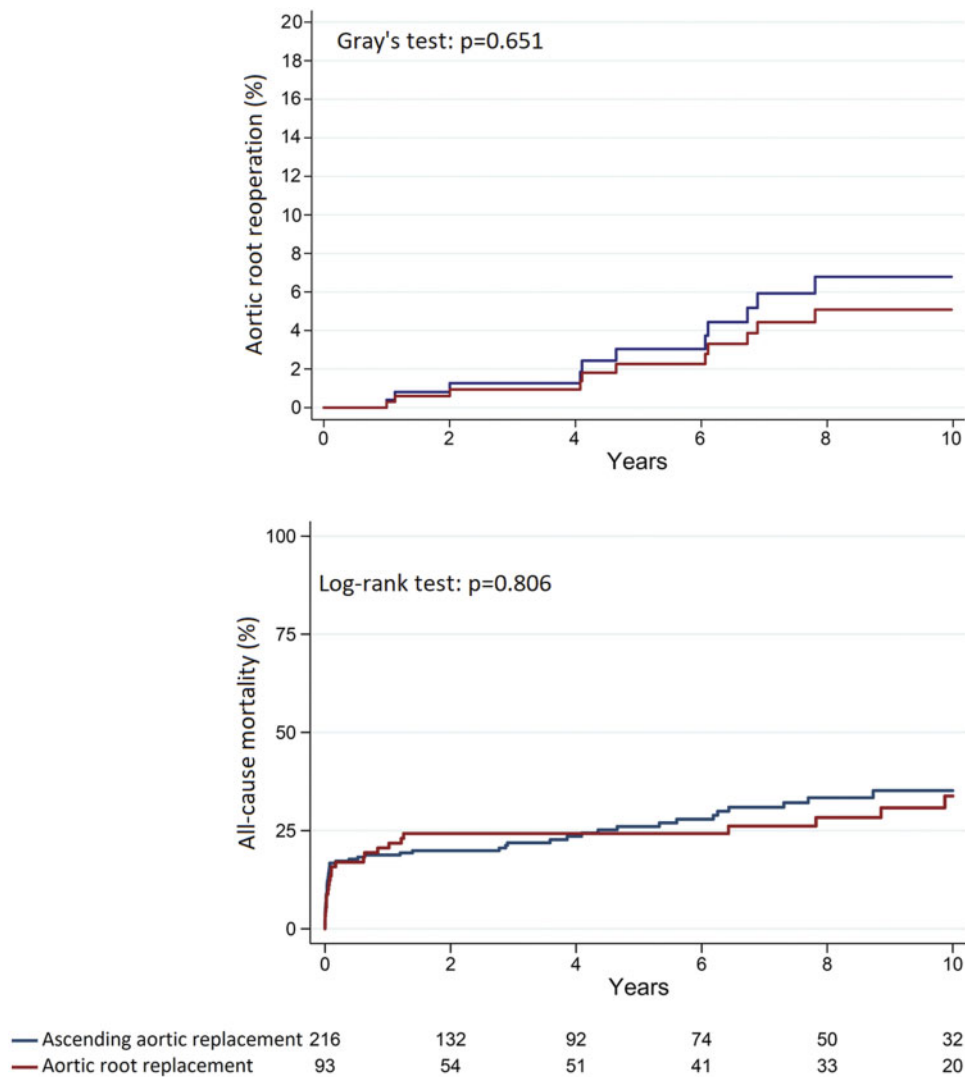 20
Gray's test: p=0.651
18
16
14
12
10
8
6
4
2
0
Aortic root reoperation (%)
0 2 4 6 8 10
Years
100
Log-rank test: p=0.806
75
50
25
0
All-cause mortality (%)
0 2 4 6 8 10
Years
Ascending aortic replacement 216 132 92 74 50 32
Aortic root replacement 93 54 51 41 33 20